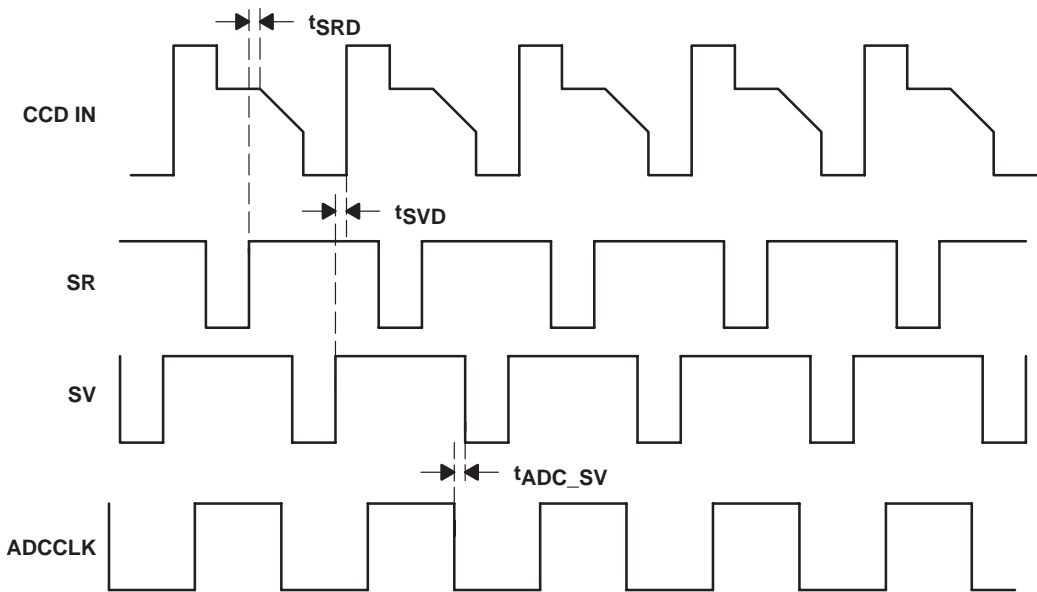 tSRD
CCD IN
tSVD
SR
SV
tADC_SV
ADCCLK